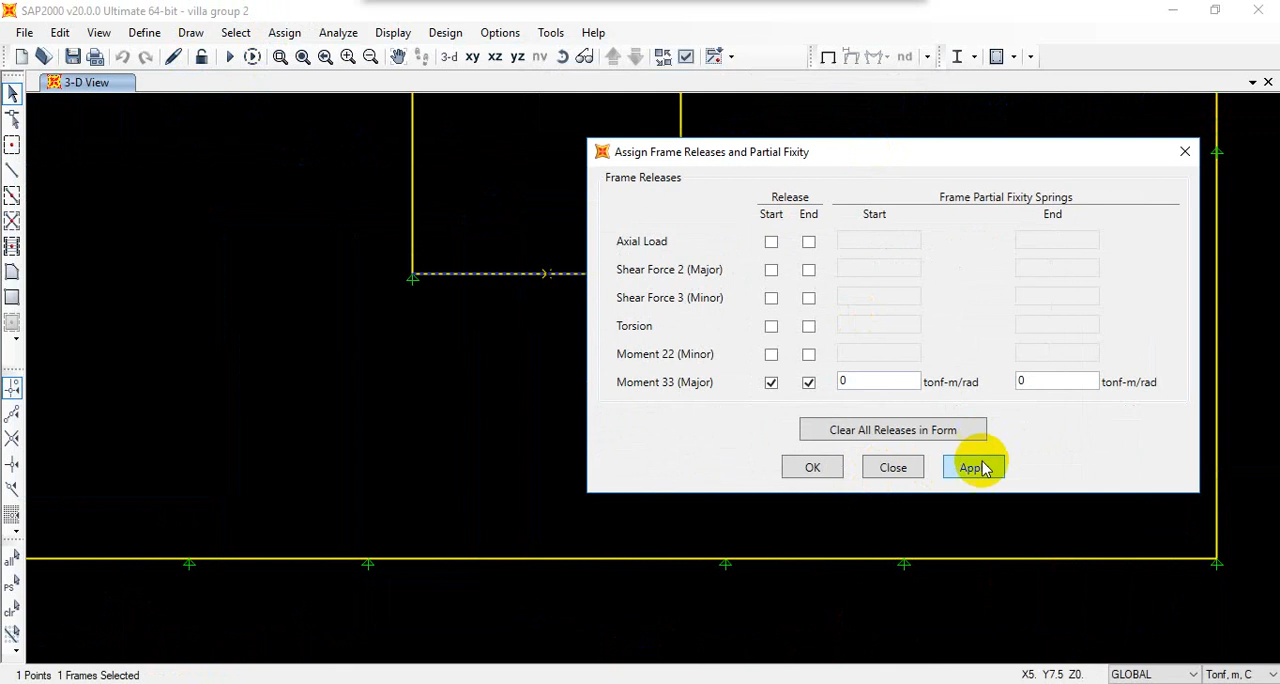 SAP2000 v20.0.0 Ultimate 64-bit - villa group 2
File Edit View Define Draw Select Assign Analyze Display Design Options Tools Help
3-d xy xz yz nv nd
3-D View
Assign Frame Releases and Partial Fixity
Frame Releases
Release Frame Partial Fixity Springs
Start End Start End
Axial Load
Shear Force 2 (Major)
Shear Force 3 (Minor)
Torsion
Moment 22 (Minor)
Moment 33 (Major) 0 tonf-m/rad 0 tonf-m/rad
Clear All Releases in Form
OK Close
all
PS
clr
1 Points 1 Frames Selected X5. Y7.5 Z0. GLOBAL Tonf, m, C